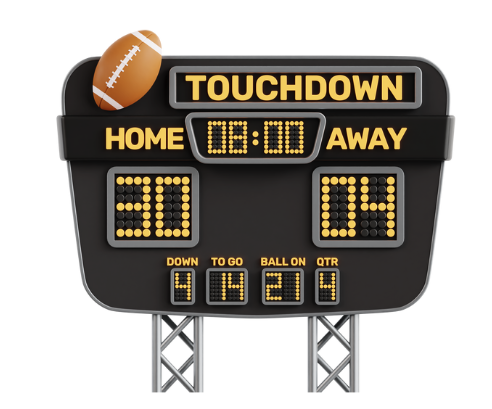 TOUCHDOWN
HOME 08:00 AWAY
30 04
DOWN TO GO BALL ON QTR
4 14 21 4